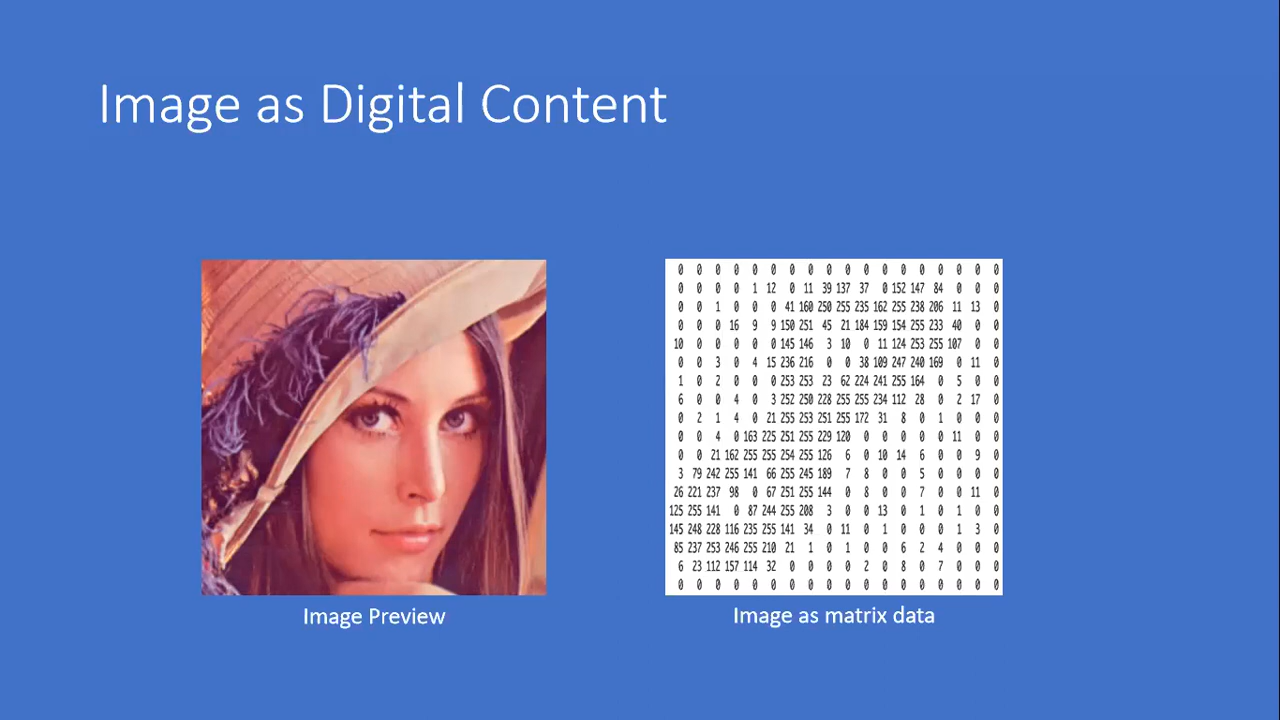 Image as Digital Content
0 0 0 0 0 0 0 0 0 0 0 0 0 0 0 0 0 0
0 0 0 0 1 12 0 11 39 137 37 0 152 147 84 0 0 0
0 0 1 0 0 0 41 160 250 255 235 162 255 238 206 11 13 0
0 0 0 16 9 9 150 251 45 21 184 159 154 255 233 40 0 0
10 0 0 0 0 0 145 146 3 10 0 11 124 253 255 107 0 0
0 0 3 0 4 15 236 216 0 0 38 109 247 240 169 0 11 0
1 0 2 0 0 0 253 253 23 62 224 241 255 164 0 5 0 0
6 0 0 4 0 3 252 250 228 255 255 234 112 28 0 2 17 0
0 2 1 4 0 21 255 253 251 255 172 31 8 0 1 0 0 0
0 0 4 0 163 225 251 255 229 120 0 0 0 0 0 11 0 0
0 0 21 162 255 255 254 255 126 6 0 10 14 6 0 0 9 0
3 79 242 255 141 66 255 245 189 7 8 0 0 5 0 0 0 0
26 221 237 98 0 67 251 255 144 0 8 0 0 7 0 0 11 0
125 255 141 0 87 244 255 208 3 0 0 13 0 1 0 1 0 0
145 248 228 116 235 255 141 34 0 11 0 1 0 0 0 1 3 0
85 237 253 246 255 210 21 1 0 1 0 0 6 2 4 0 0 0
6 23 112 157 114 32 0 0 0 0 2 0 8 0 7 0 0 0
0 0 0 0 0 0 0 0 0 0 0 0 0 0 0 0 0 0
Image Preview
Image as matrix data